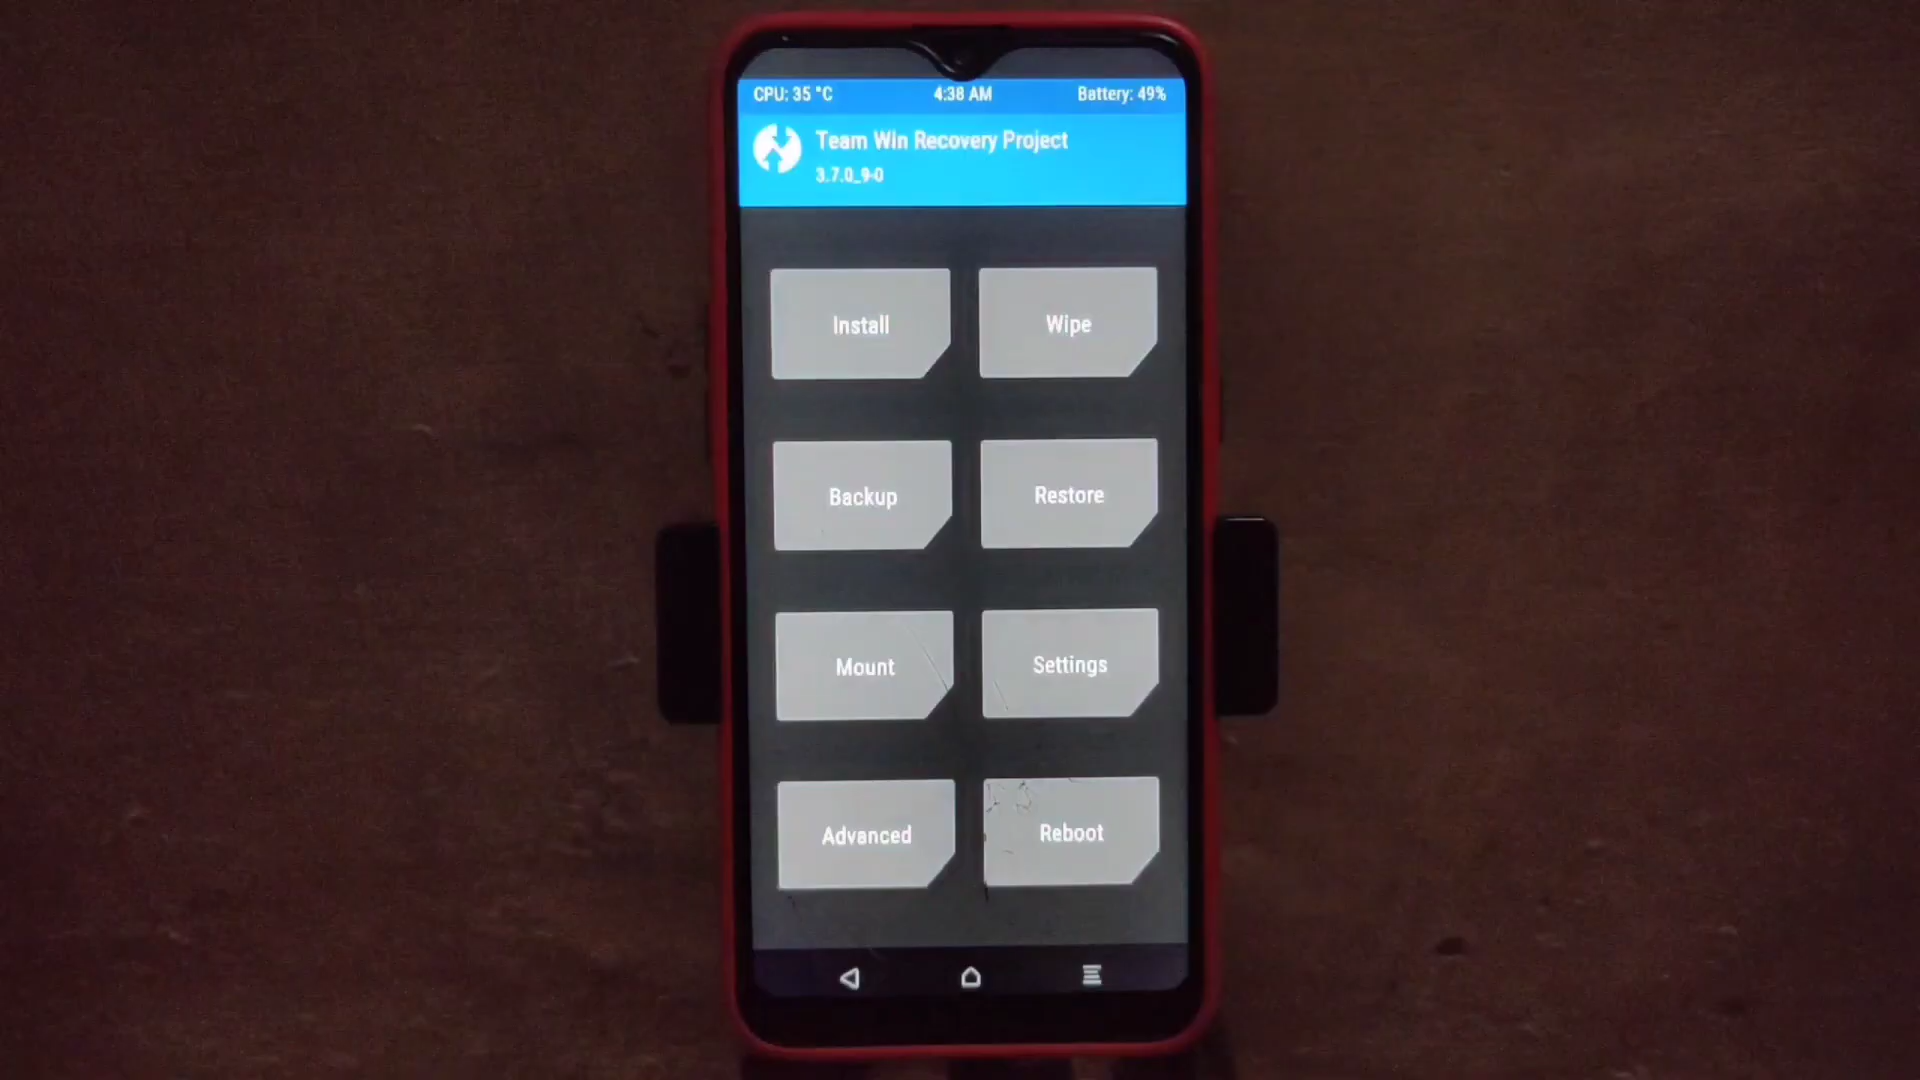 CPU: 35 °C 4:38 AM Battery: 49%
Team Win Recovery Project
3.7.0_9-0
Install Wipe
Backup Restore
Mount Settings
Advanced Reboot